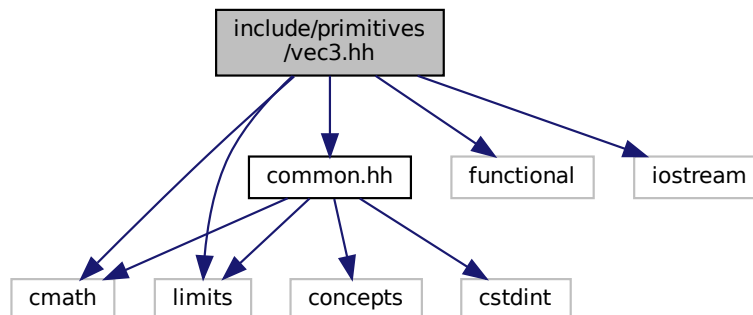 include/primitives
/vec3.hh
common.hh
functional
iostream
cmath
limits
concepts
cstdint